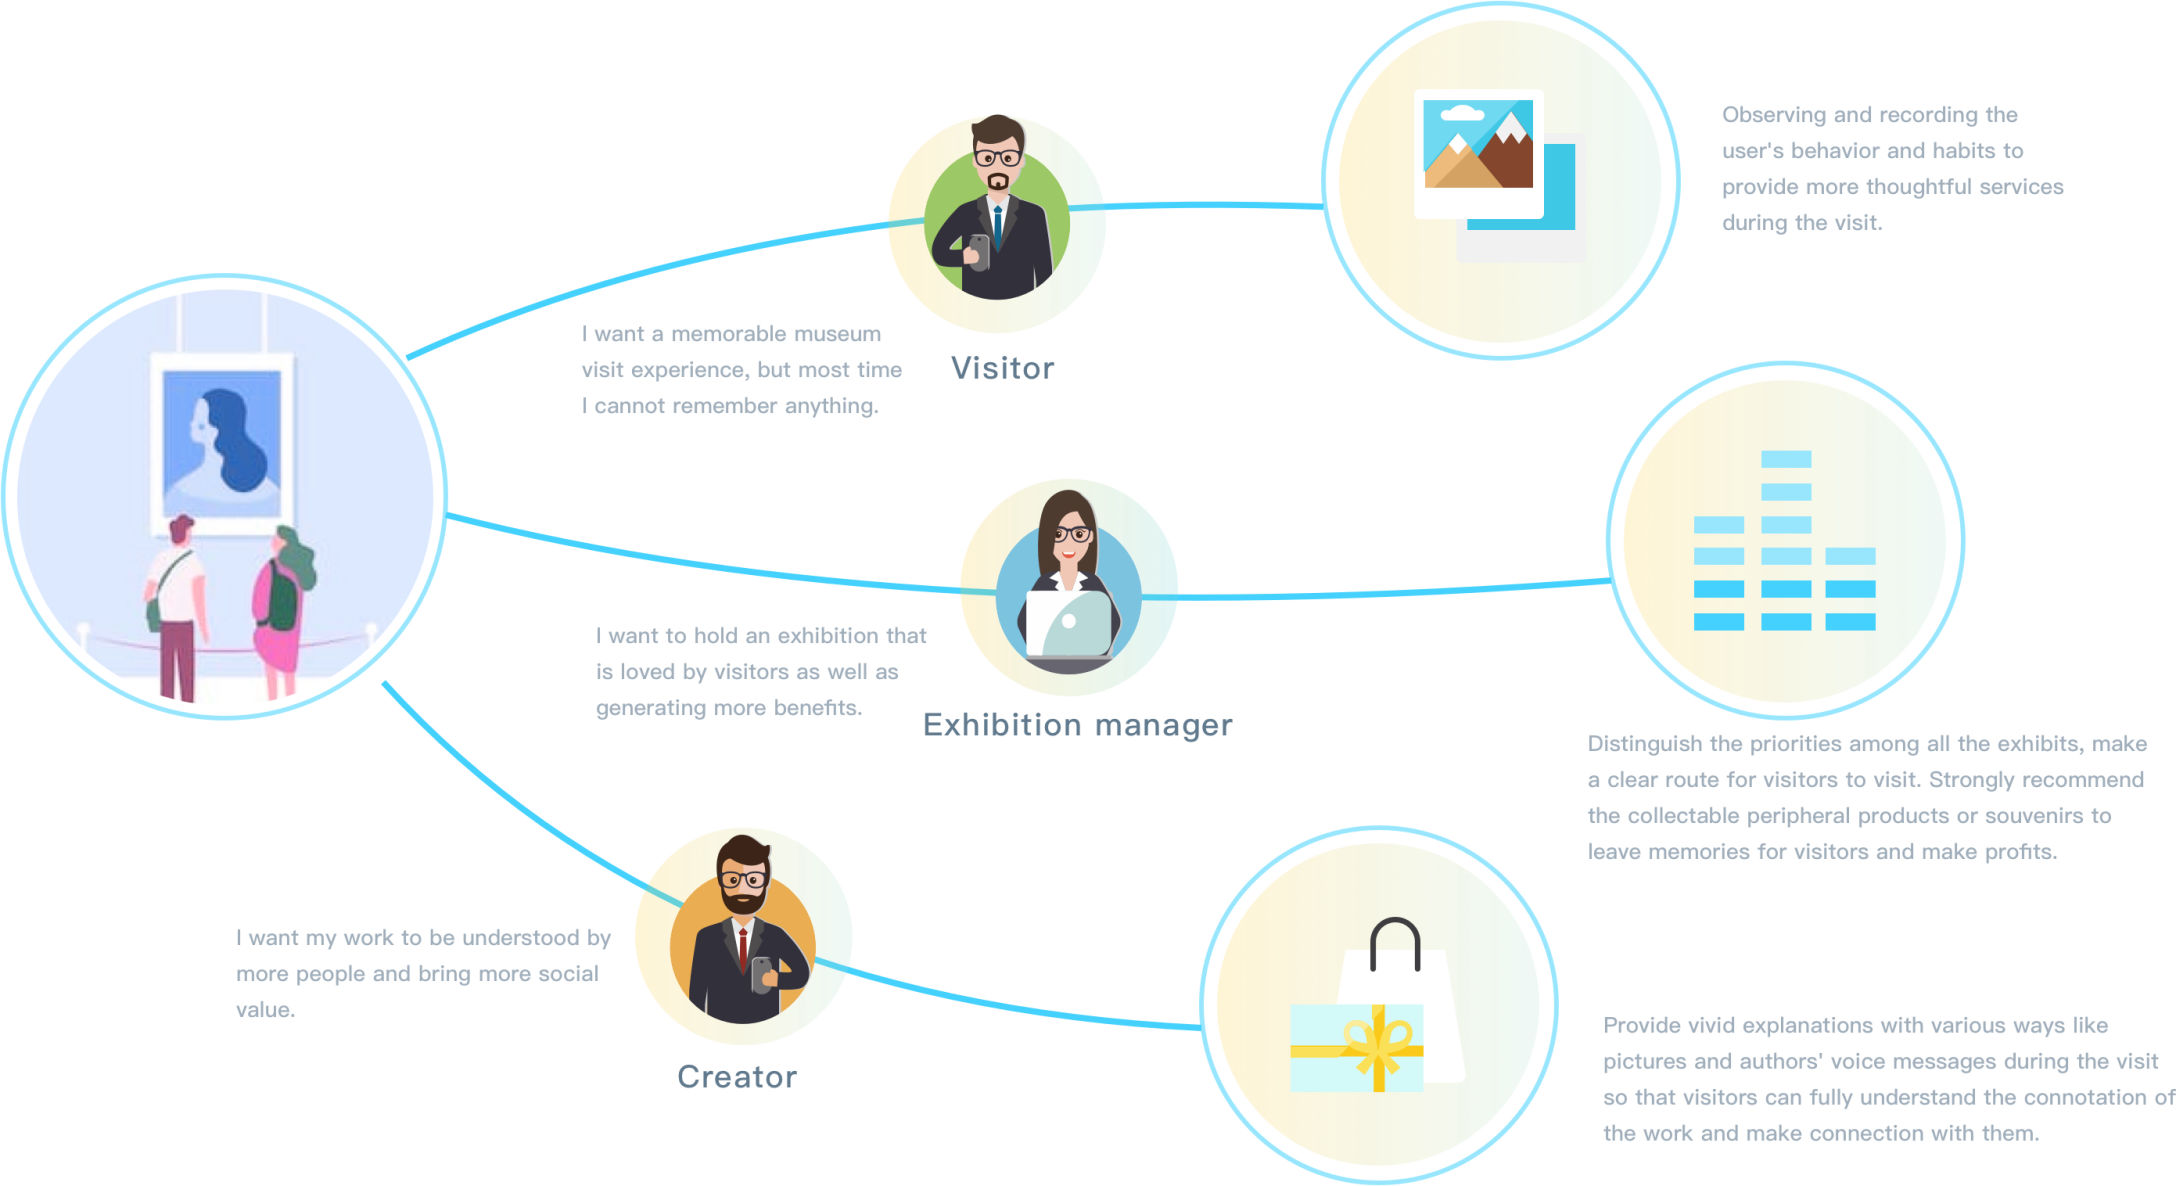 Observing and recording the
user's behavior and habits to
provide more thoughtful services
during the visit.
I want a memorable museum
visit experience, but most time
I cannot remember anything.
Visitor
I want to hold an exhibition that
is loved by visitors as well as
generating more benefits.
Exhibition manager
Distinguish the priorities among all the exhibits, make
a clear route for visitors to visit. Strongly recommend
the collectable peripheral products or souvenirs to
leave memories for visitors and make profits.
I want my work to be understood by
more people and bring more social
value.
Creator
Provide vivid explanations with various ways like
pictures and authors' voice messages during the visit
so that visitors can fully understand the connotation of
the work and make connection with them.